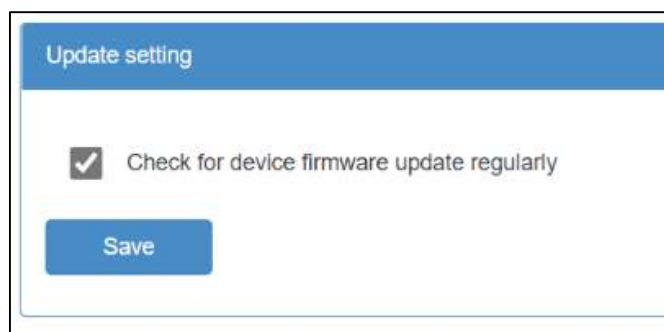 Update setting
Check for device firmware update regularly
Save